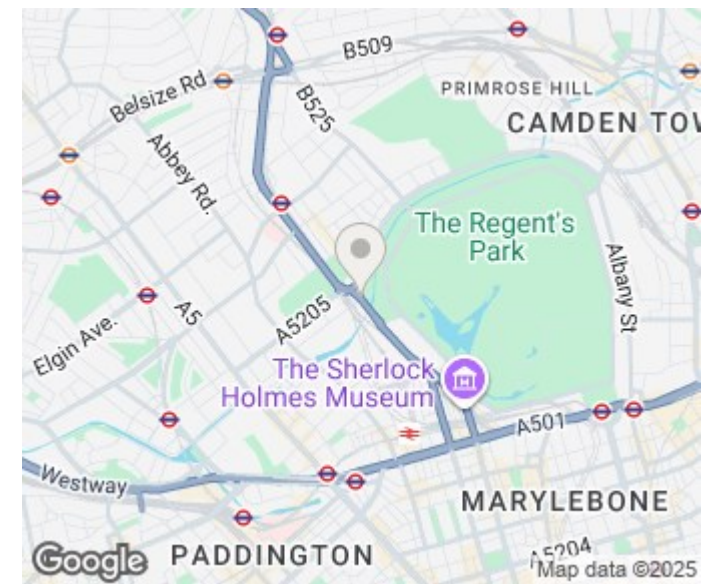 B509
Belsize Rd
B525
PRIMROSE HILL
CAMDEN TOW
Abbey Rd.
The Regent's
Park
Albany St
A5
A5205
Elgin Ave.
The Sherlock
Holmes Museum
A501
Westway
MARYLEBONE
PADDINGTON
A5204
Google
Map data ©2025